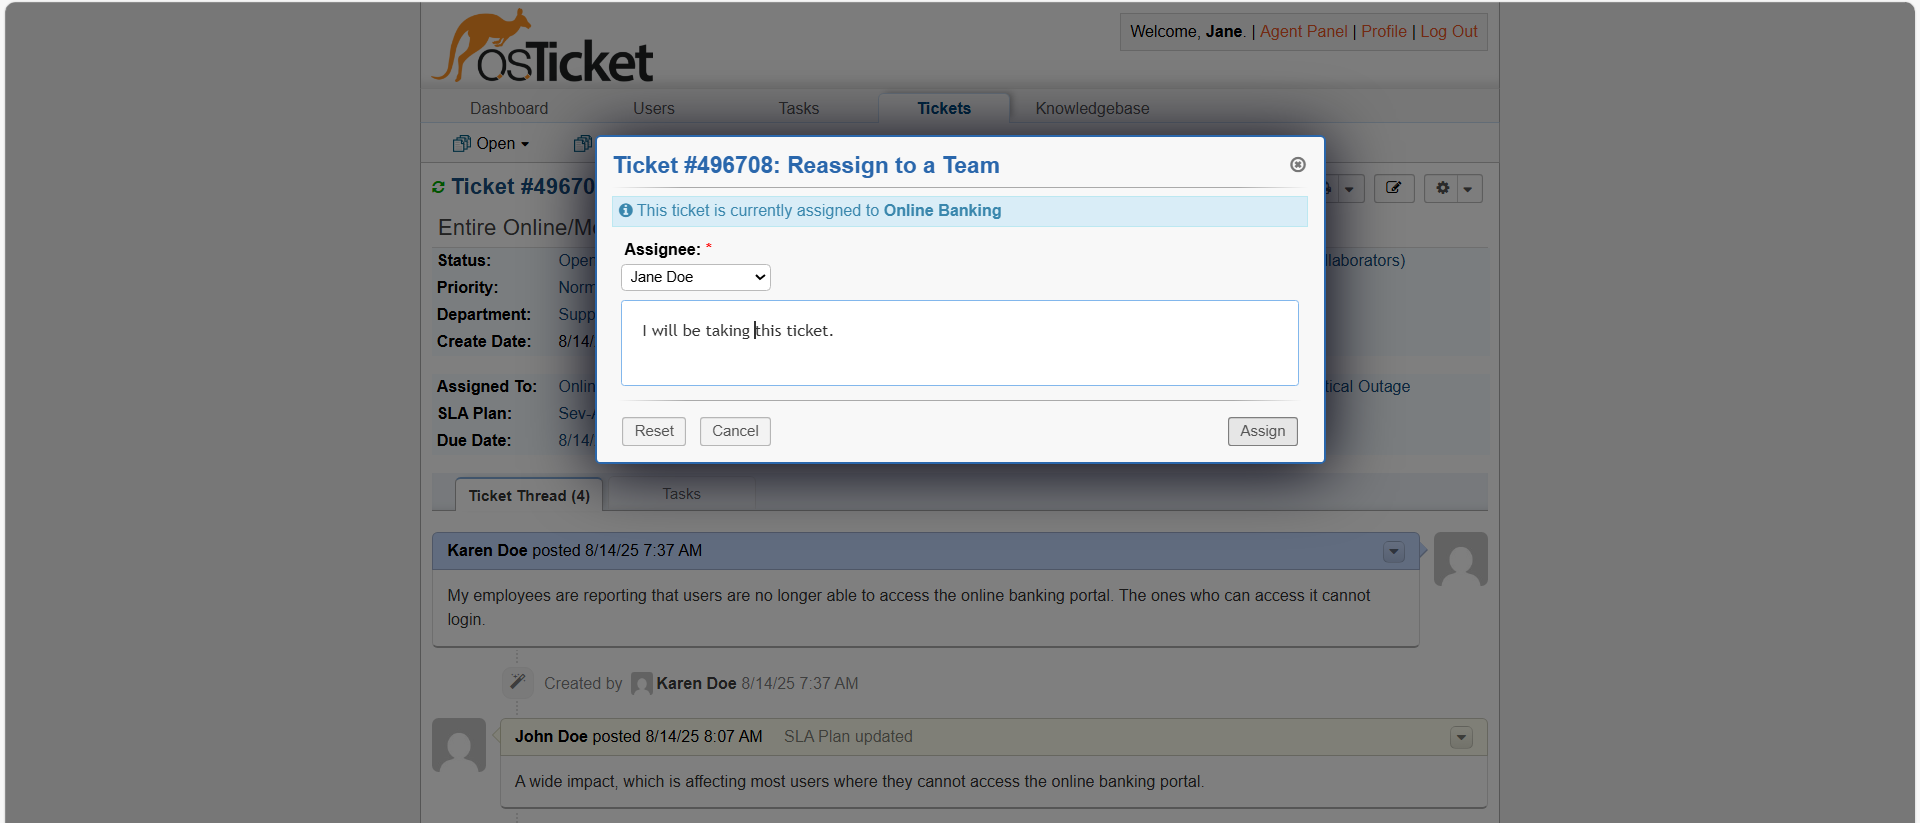 osTicket
Welcome, Jane. | Agent Panel | Profile | Log Out
Dashboard Users Tasks Tickets Knowledgebase
Open
Ticket #496708: Reassign to a Team
Ticket #49670
This ticket is currently assigned to Online Banking
Entire Online/M
Assignee: *
Status: Open
llaborators)
Jane Doe
Priority: Norm
Department: Supp
I will be taking this ticket.
Create Date: 8/14/
Assigned To: Onlin
tical Outage
SLA Plan: Sev-A
Reset Cancel Assign
Due Date: 8/14/
Ticket Thread (4) Tasks
Karen Doe posted 8/14/25 7:37 AM
My employees are reporting that users are no longer able to access the online banking portal. The ones who can access it cannot
login.
Created by Karen Doe 8/14/25 7:37 AM
John Doe posted 8/14/25 8:07 AM SLA Plan updated
A wide impact, which is affecting most users where they cannot access the online banking portal.